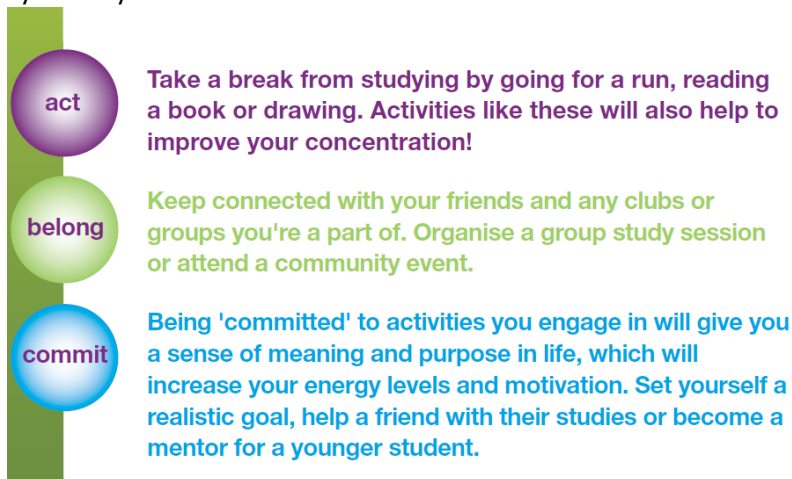 act
Take a break from studying by going for a run, reading
a book or drawing. Activities like these will also help to
improve your concentration!
belong
Keep connected with your friends and any clubs or
groups you're a part of. Organise a group study session
or attend a community event.
commit
Being 'committed' to activities you engage in will give you
a sense of meaning and purpose in life, which will
increase your energy levels and motivation. Set yourself a
realistic goal, help a friend with their studies or become a
mentor for a younger student.